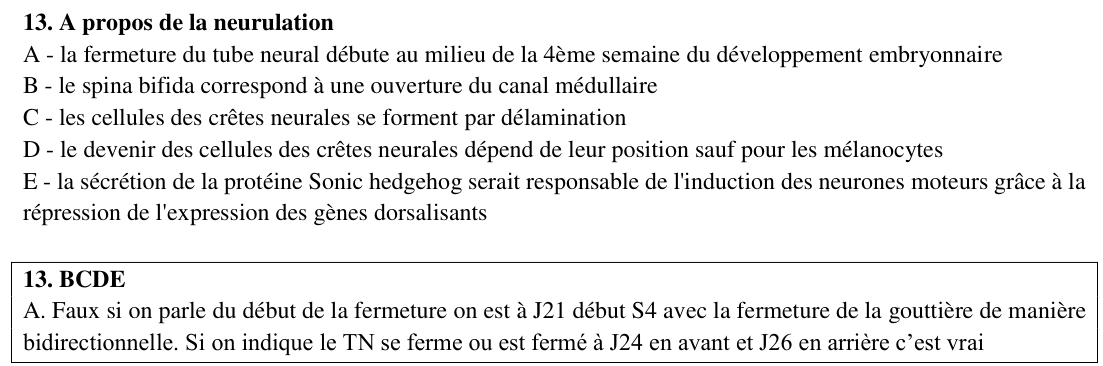 13. A propos de la neurulation
A - la fermeture du tube neural débute au milieu de la 4ème semaine du développement embryonnaire
B - le spina bifida correspond à une ouverture du canal médullaire
C - les cellules des crêtes neurales se forment par délamination
D - le devenir des cellules des crêtes neurales dépend de leur position sauf pour les mélanocytes
E - la sécrétion de la protéine Sonic hedgehog serait responsable de l'induction des neurones moteurs grâce à la
répression de l'expression des gènes dorsalisants
13. BCDE
A. Faux si on parle du début de la fermeture on est à J21 début S4 avec la fermeture de la gouttière de manière
bidirectionnelle. Si on indique le TN se ferme ou est fermé à J24 en avant et J26 en arrière c’est vrai